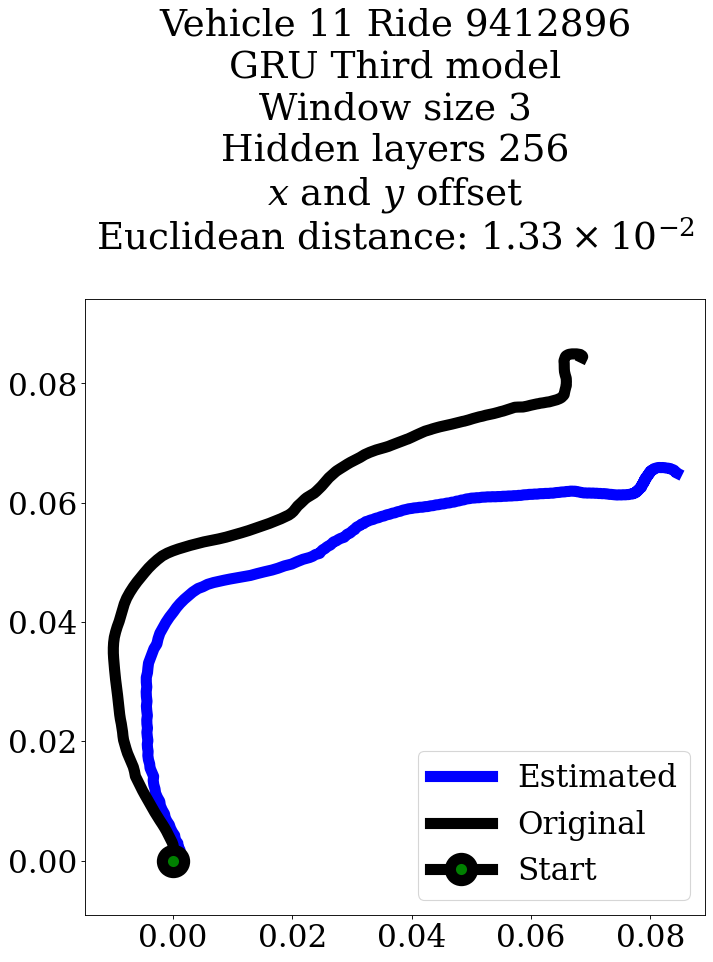 Vehicle 11 Ride 9412896
GRU Third model
Window size 3
Hidden layers 256
x and y offset
Euclidean distance: 1.33 × 10⁻²
0.08
0.06
0.04
0.02
0.00
Estimated
Original
Start
0.00 0.02 0.04 0.06 0.08